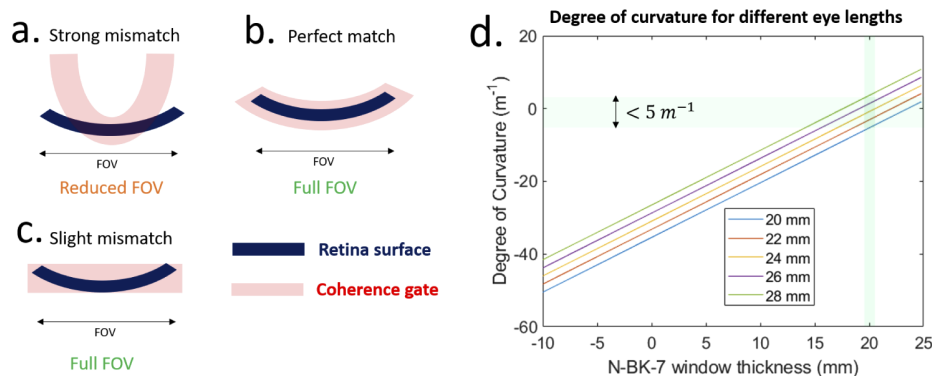 a.
Strong mismatch
FOV
Reduced FOV
b.
Perfect match
FOV
Full FOV
c.
Slight mismatch
FOV
Full FOV
Retina surface
Coherence gate
d.
Degree of curvature for different eye lengths
Degree of Curvature (m⁻¹)
20
0
-20
-40
-60
< 5 m⁻¹
20 mm
22 mm
24 mm
26 mm
28 mm
-10
-5
0
5
10
15
20
25
N-BK-7 window thickness (mm)